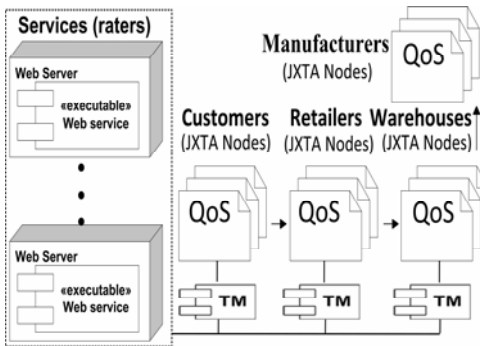 Services (raters)
Web Server
«executable»
Web service
Web Server
«executable»
Web service
Manufacturers
(JXTA Nodes)
QoS
Customers
(JXTA Nodes)
Retailers
(JXTA Nodes)
Warehouses
(JXTA Nodes)
QoS
QoS
QoS
TM
TM
TM